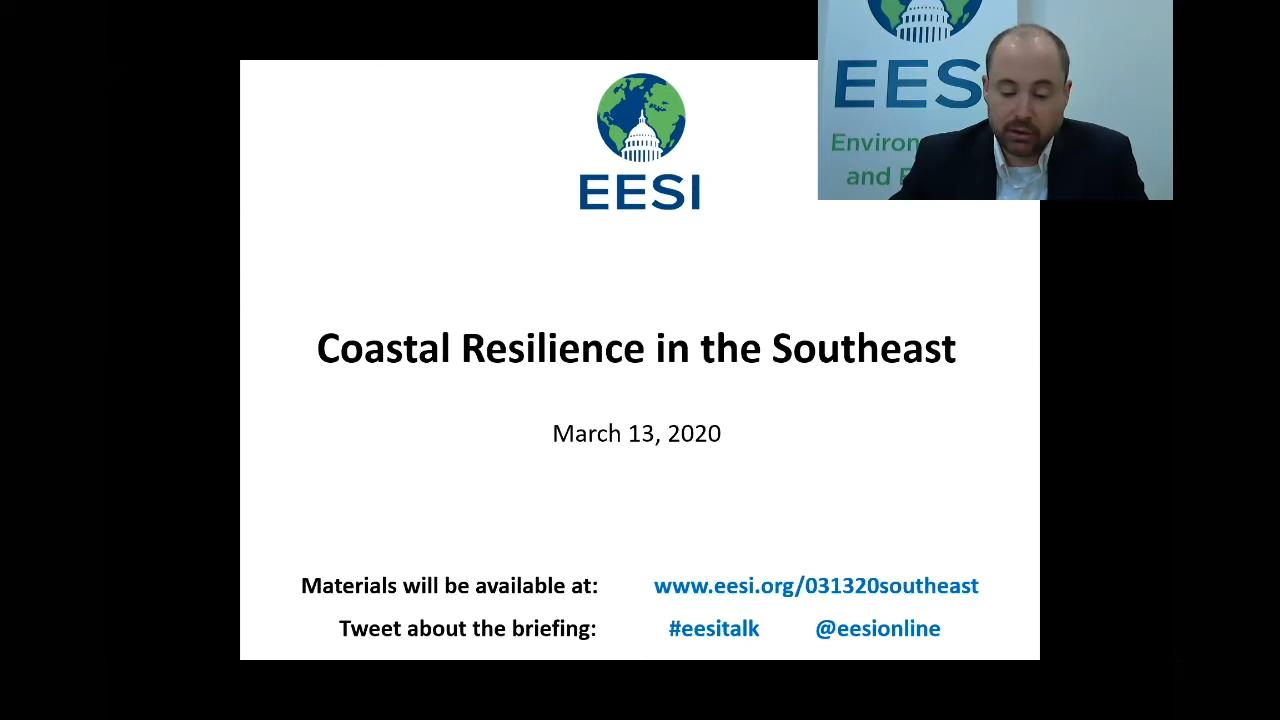 EESI
EES
Environ
and E
Coastal Resilience in the Southeast
March 13, 2020
Materials will be available at: www.eesi.org/031320southeast
Tweet about the briefing: #eesitalk @eesionline